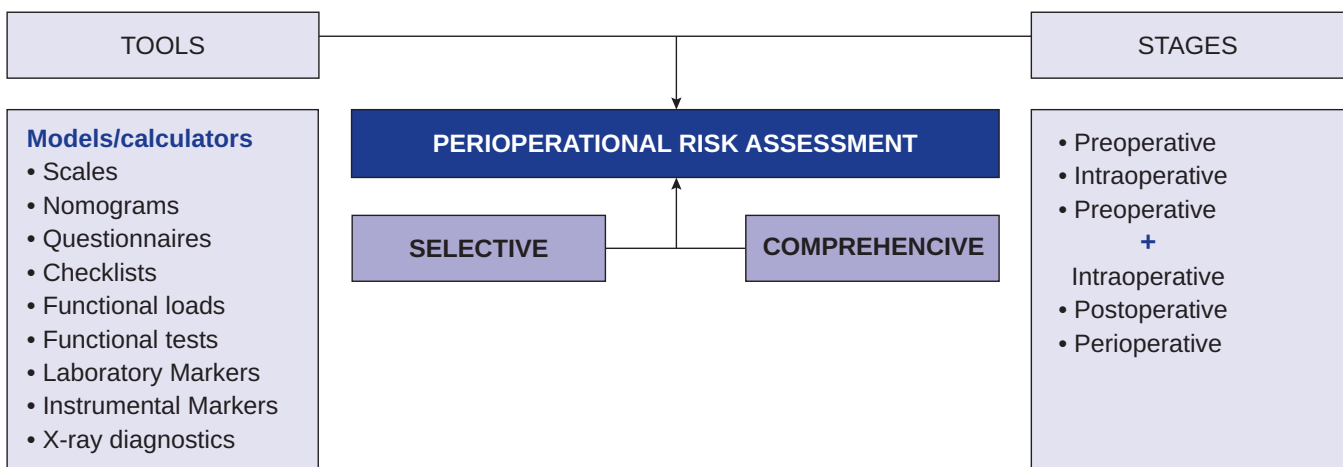 TOOLS
STAGES
Models/calculators
• Scales
• Nomograms
• Questionnaires
• Checklists
• Functional loads
• Functional tests
• Laboratory Markers
• Instrumental Markers
• X-ray diagnostics
PERIOPERATIONAL RISK ASSESSMENT
SELECTIVE
COMPREHENCIVE
• Preoperative
• Intraoperative
• Preoperative
+
Intraoperative
• Postoperative
• Perioperative